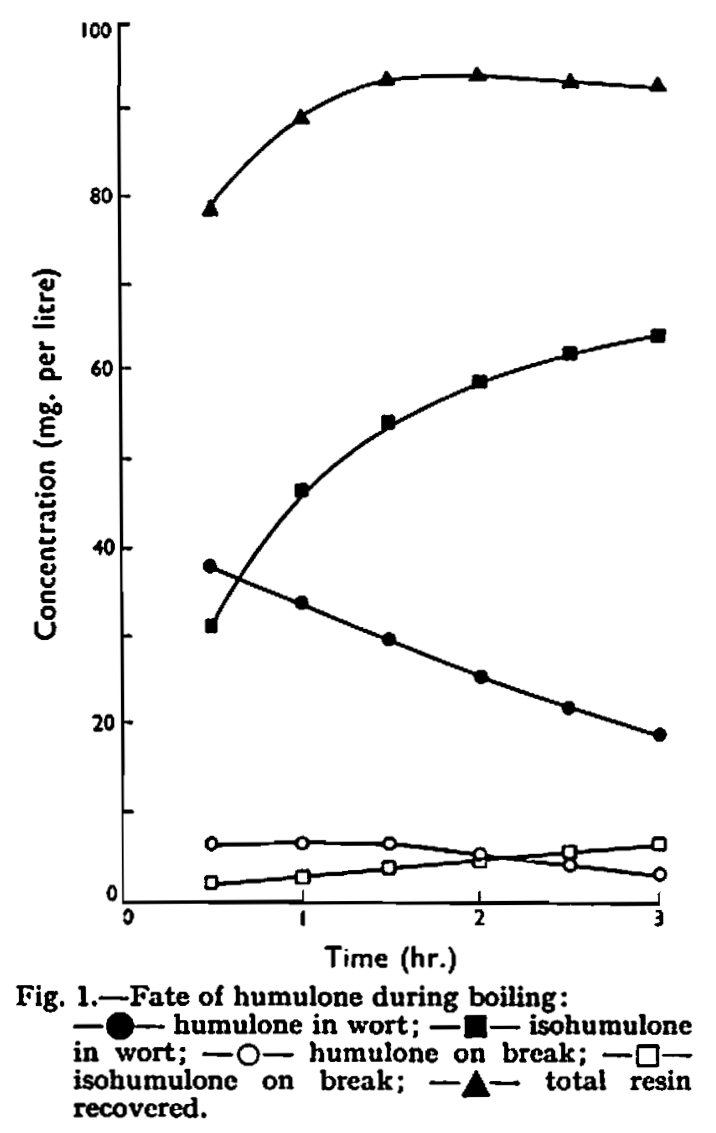 100
80
60
40
20
0
0 1 2 3
Concentration (mg. per litre)
Time (hr.)
Fig. 1.—Fate of humulone during boiling:
—●— humulone in wort; —■— isohumulone
in wort; —○— humulone on break; —□—
isohumulone on break; —▲— total resin
recovered.